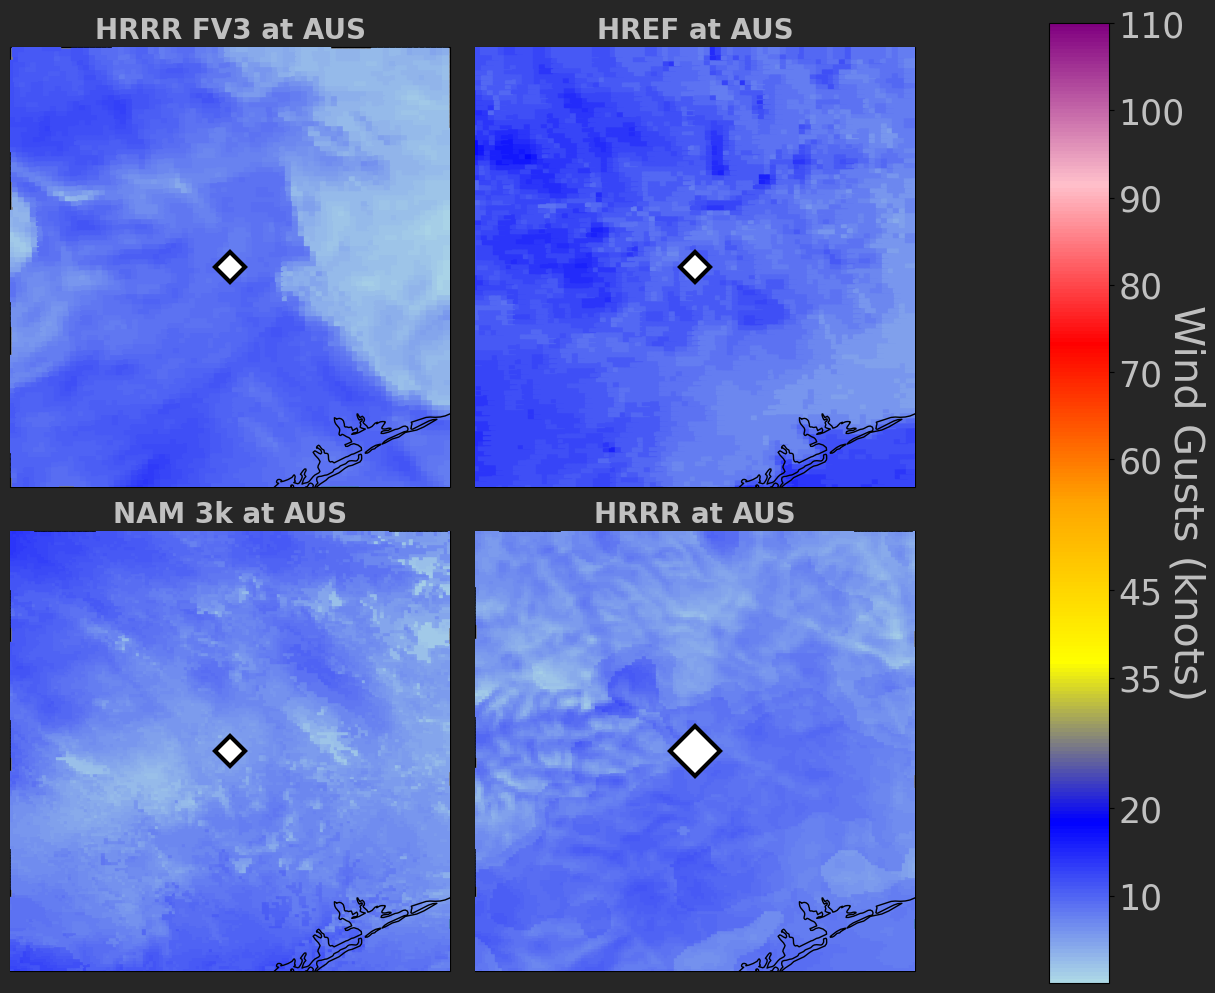 HRRR FV3 at AUS
HREF at AUS
NAM 3k at AUS
HRRR at AUS
110
100
90
80
70
60
45
35
20
10
Wind Gusts (knots)